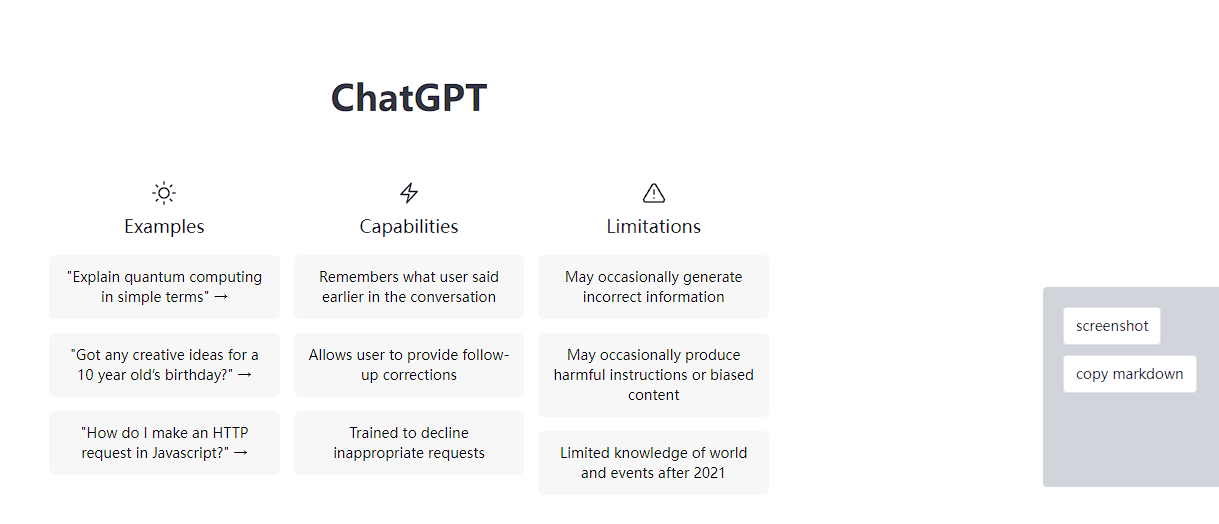 ChatGPT
Examples
"Explain quantum computing
in simple terms" →
"Got any creative ideas for a
10 year old’s birthday?" →
"How do I make an HTTP
request in Javascript?" →
Capabilities
Remembers what user said
earlier in the conversation
Allows user to provide follow-
up corrections
Trained to decline
inappropriate requests
Limitations
May occasionally generate
incorrect information
May occasionally produce
harmful instructions or biased
content
Limited knowledge of world
and events after 2021
screenshot
copy markdown